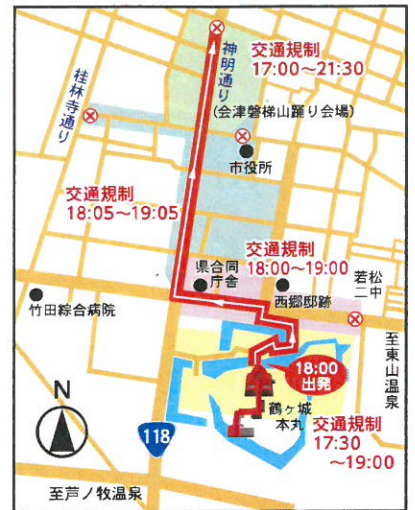 神明通り
交通規制
17:00～21:30
(会津磐梯山踊り会場)
桂林寺通り
市役所
交通規制
18:05～19:05
交通規制
18:00～19:00
県合同
庁舎
西郷邸跡
若松
二中
竹田綜合病院
至東山温泉
18:00
出発
N
鶴ヶ城
本丸
交通規制
17:30
～19:00
118
至芦ノ牧温泉